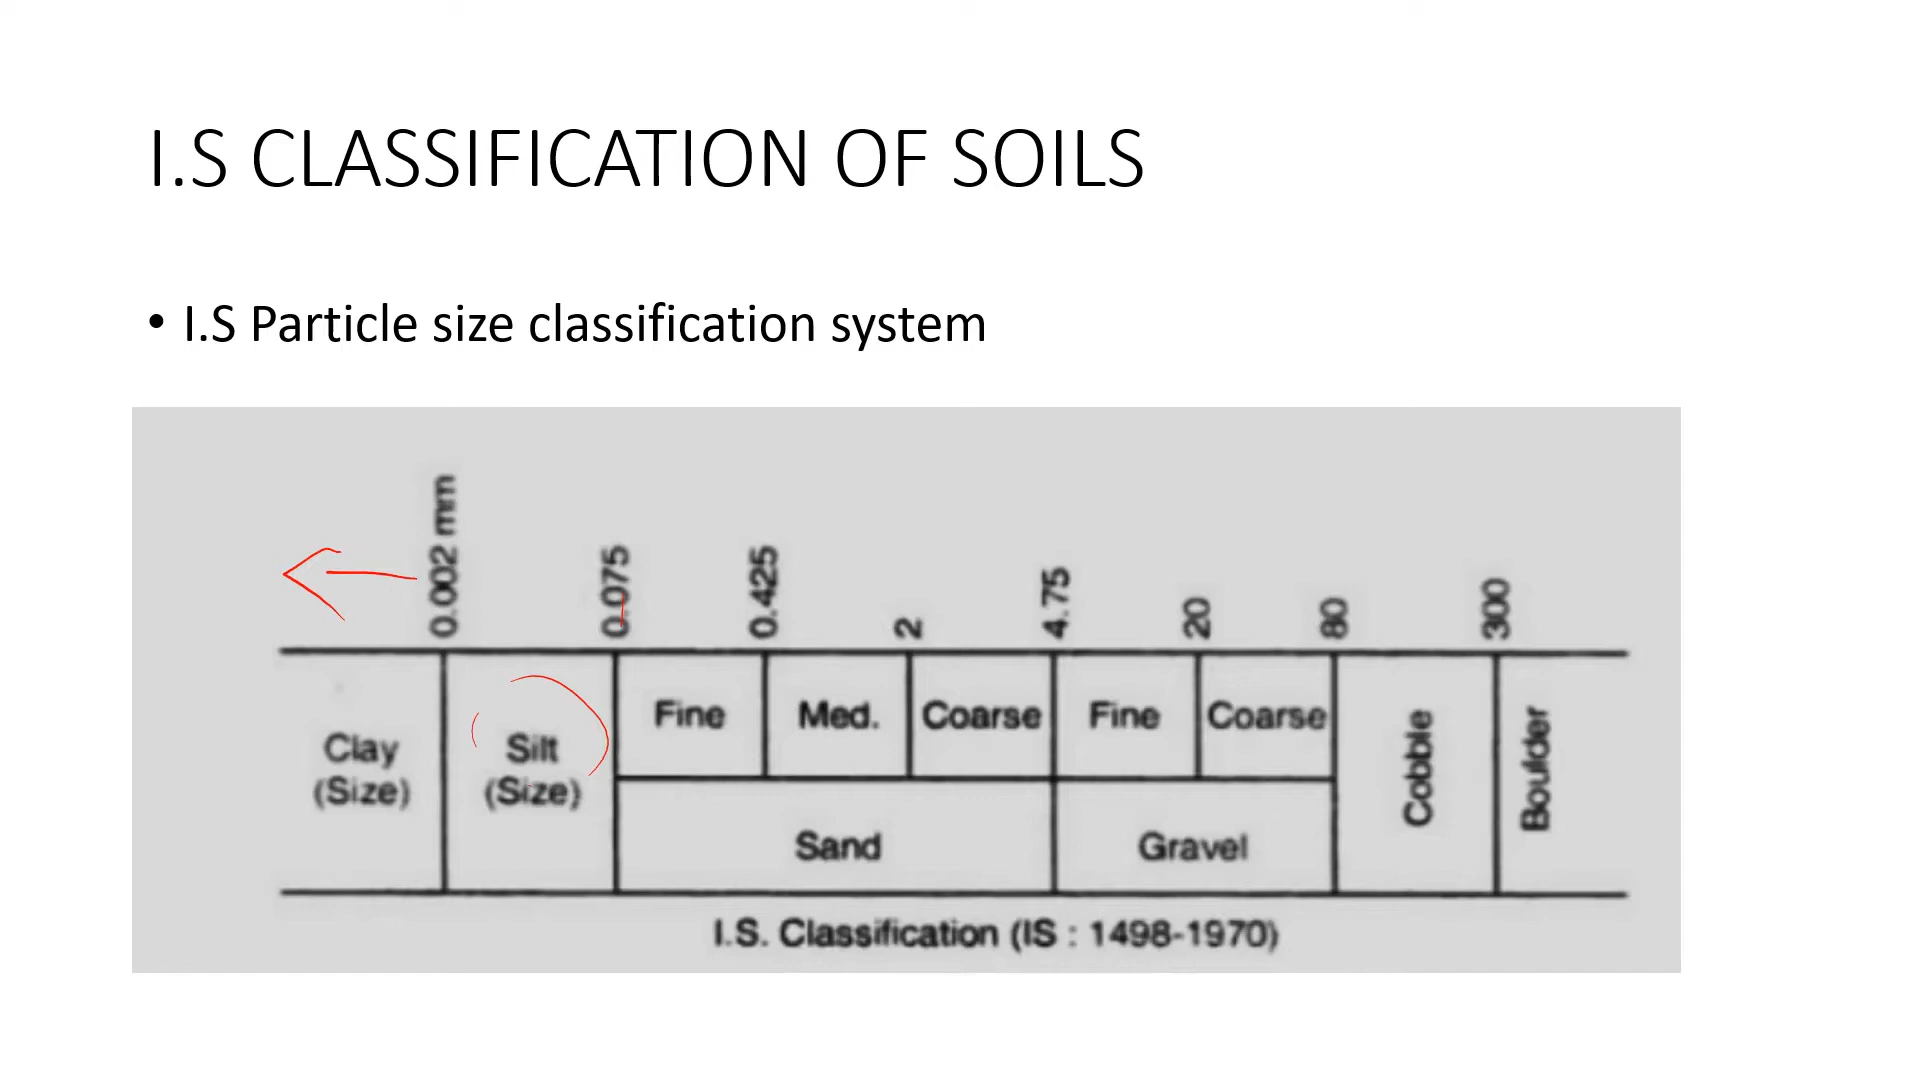 I.S CLASSIFICATION OF SOILS
• I.S Particle size classification system
0.002 mm
0.075
0.425
2
4.75
20
80
300
Clay
(Size)
Silt
(Size)
Fine
Med.
Coarse
Fine
Coarse
Cobble
Boulder
Sand
Gravel
I.S. Classification (IS : 1498-1970)